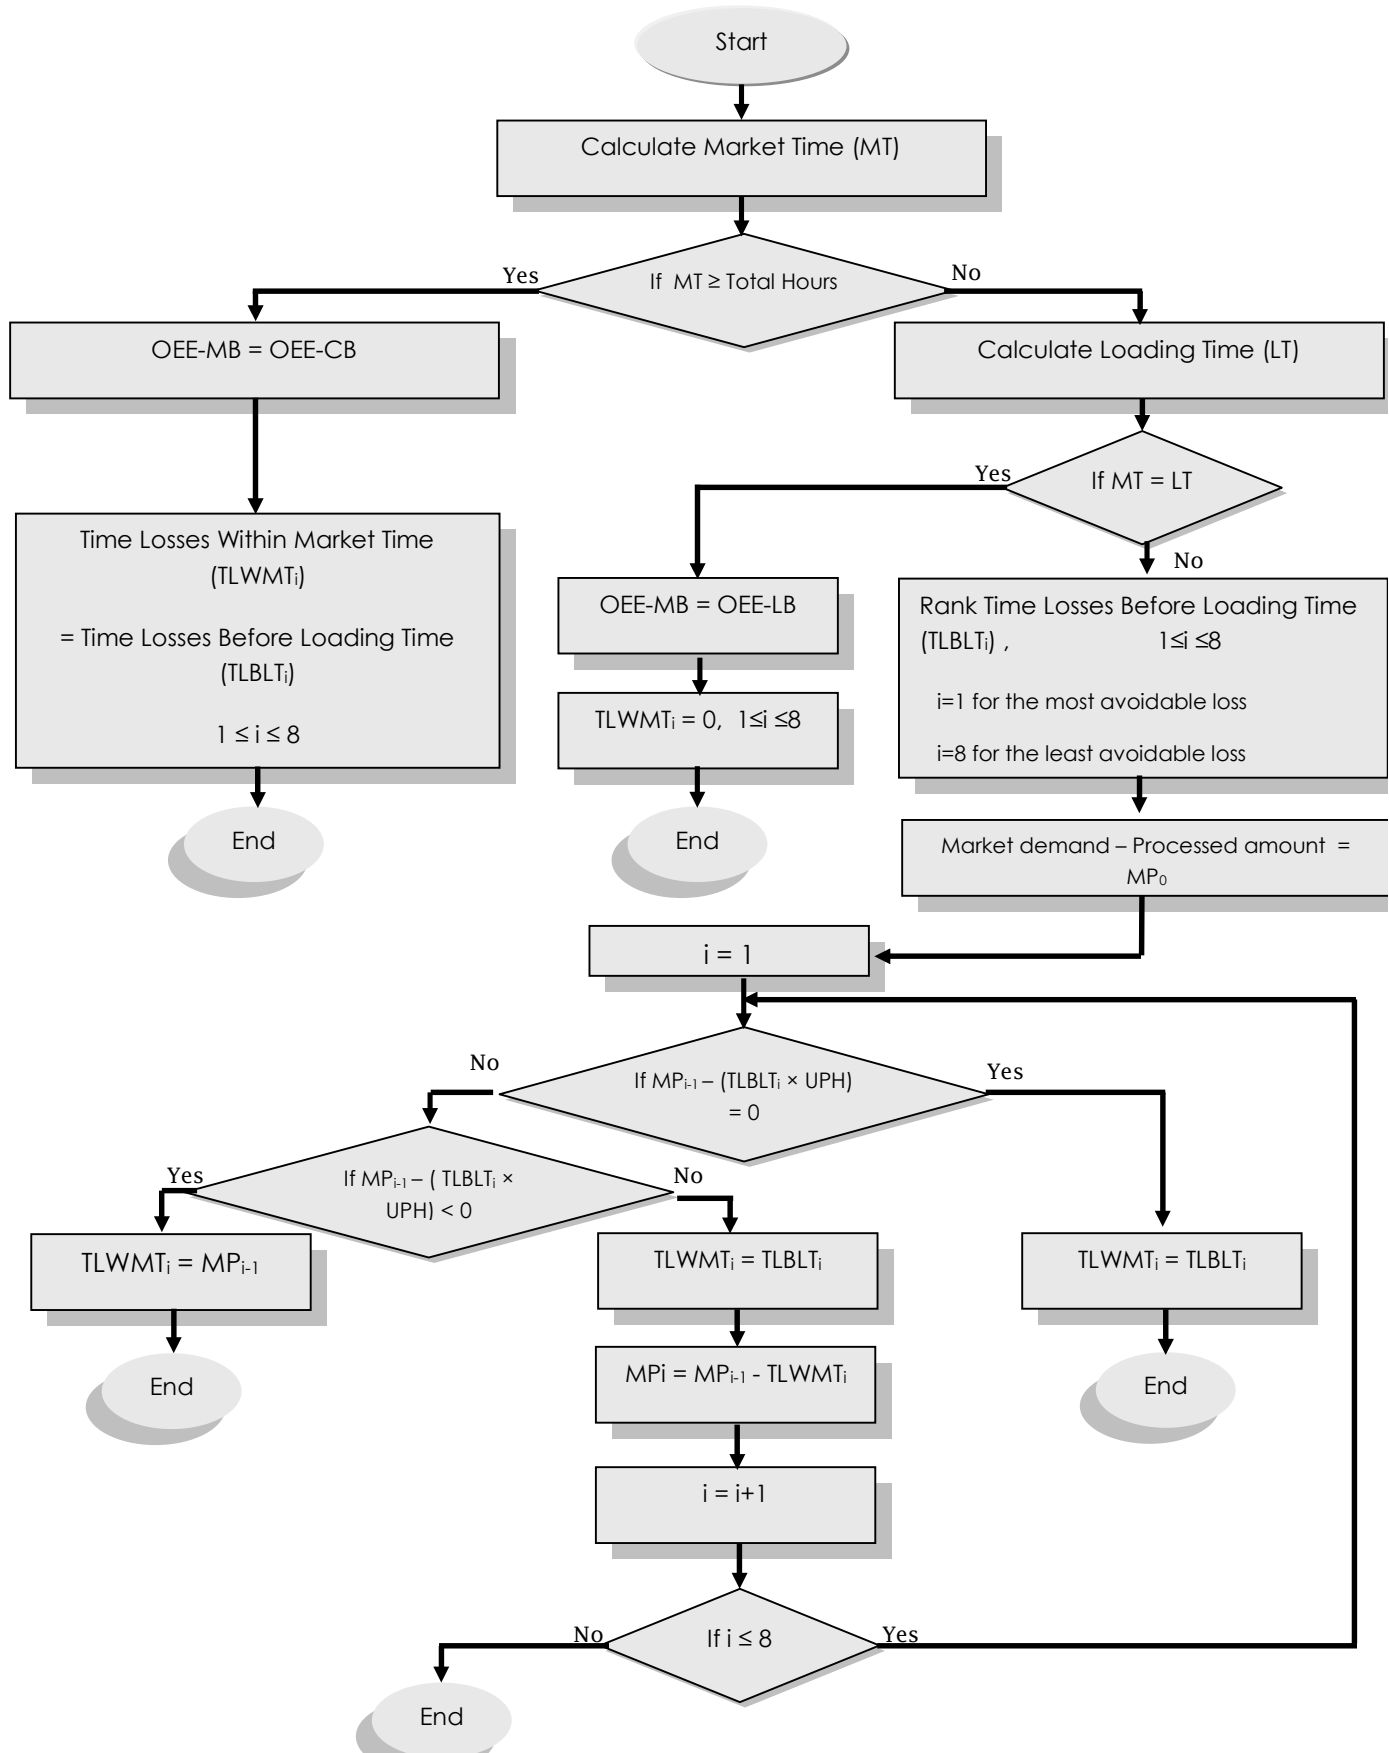 Start
Calculate Market Time (MT)
If  MT ≥ Total Hours
Yes
No
OEE-MB = OEE-CB
Calculate Loading Time (LT)
If MT = LT
Yes
No
Time Losses Within Market Time
(TLWMTᵢ)
= Time Losses Before Loading Time
(TLBLTᵢ)
1 ≤ i ≤ 8
End
OEE-MB = OEE-LB
TLWMTᵢ = 0,  1≤i ≤8
End
Rank Time Losses Before Loading Time
(TLBLTᵢ) ,  1≤i ≤8
i=1 for the most avoidable loss
i=8 for the least avoidable loss
Market demand – Processed amount  =
MP₀
i = 1
If MPᵢ₋₁ – (TLBLTᵢ × UPH)
= 0
No
Yes
If MPᵢ₋₁ – ( TLBLTᵢ ×
UPH) < 0
Yes
No
TLWMTᵢ = MPᵢ₋₁
End
TLWMTᵢ = TLBLTᵢ
MPi = MPᵢ₋₁ - TLWMTᵢ
i = i+1
TLWMTᵢ = TLBLTᵢ
End
If i ≤ 8
No
Yes
End